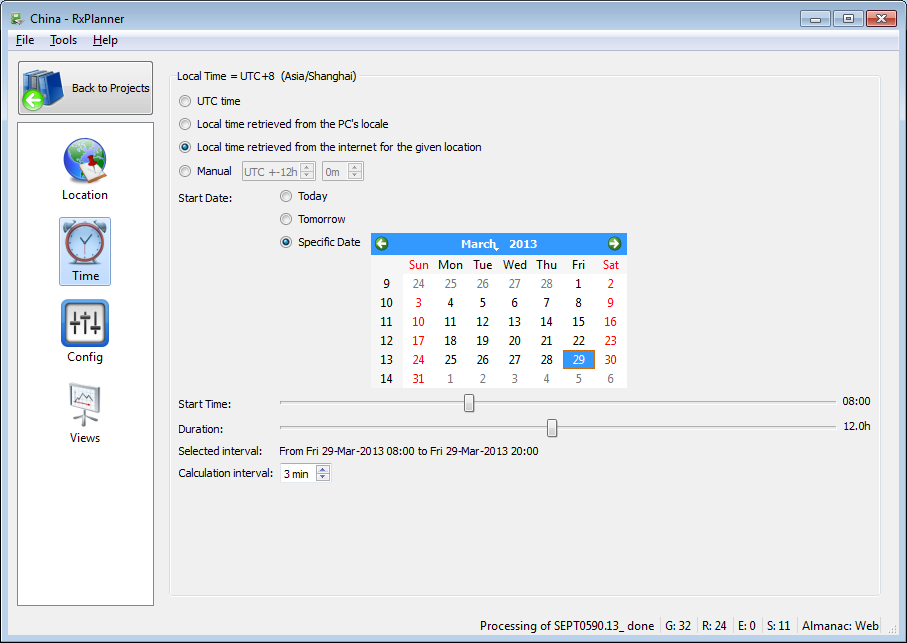 China - RxPlanner
File Tools Help
Back to Projects
Location
Time
Config
Views
Local Time = UTC+8 (Asia/Shanghai)
UTC time
Local time retrieved from the PC's locale
Local time retrieved from the internet for the given location
Manual UTC +-12h 0m
Start Date:
Today
Tomorrow
Specific Date
March, 2013
Sun Mon Tue Wed Thu Fri Sat
9 24 25 26 27 28 1 2
10 3 4 5 6 7 8 9
11 10 11 12 13 14 15 16
12 17 18 19 20 21 22 23
13 24 25 26 27 28 29 30
14 31 1 2 3 4 5 6
Start Time: 08:00
Duration: 12.0h
Selected interval: From Fri 29-Mar-2013 08:00 to Fri 29-Mar-2013 20:00
Calculation interval: 3 min
Processing of SEPT0590.13_ done G: 32 R: 24 E: 0 S: 11 Almanac: Web